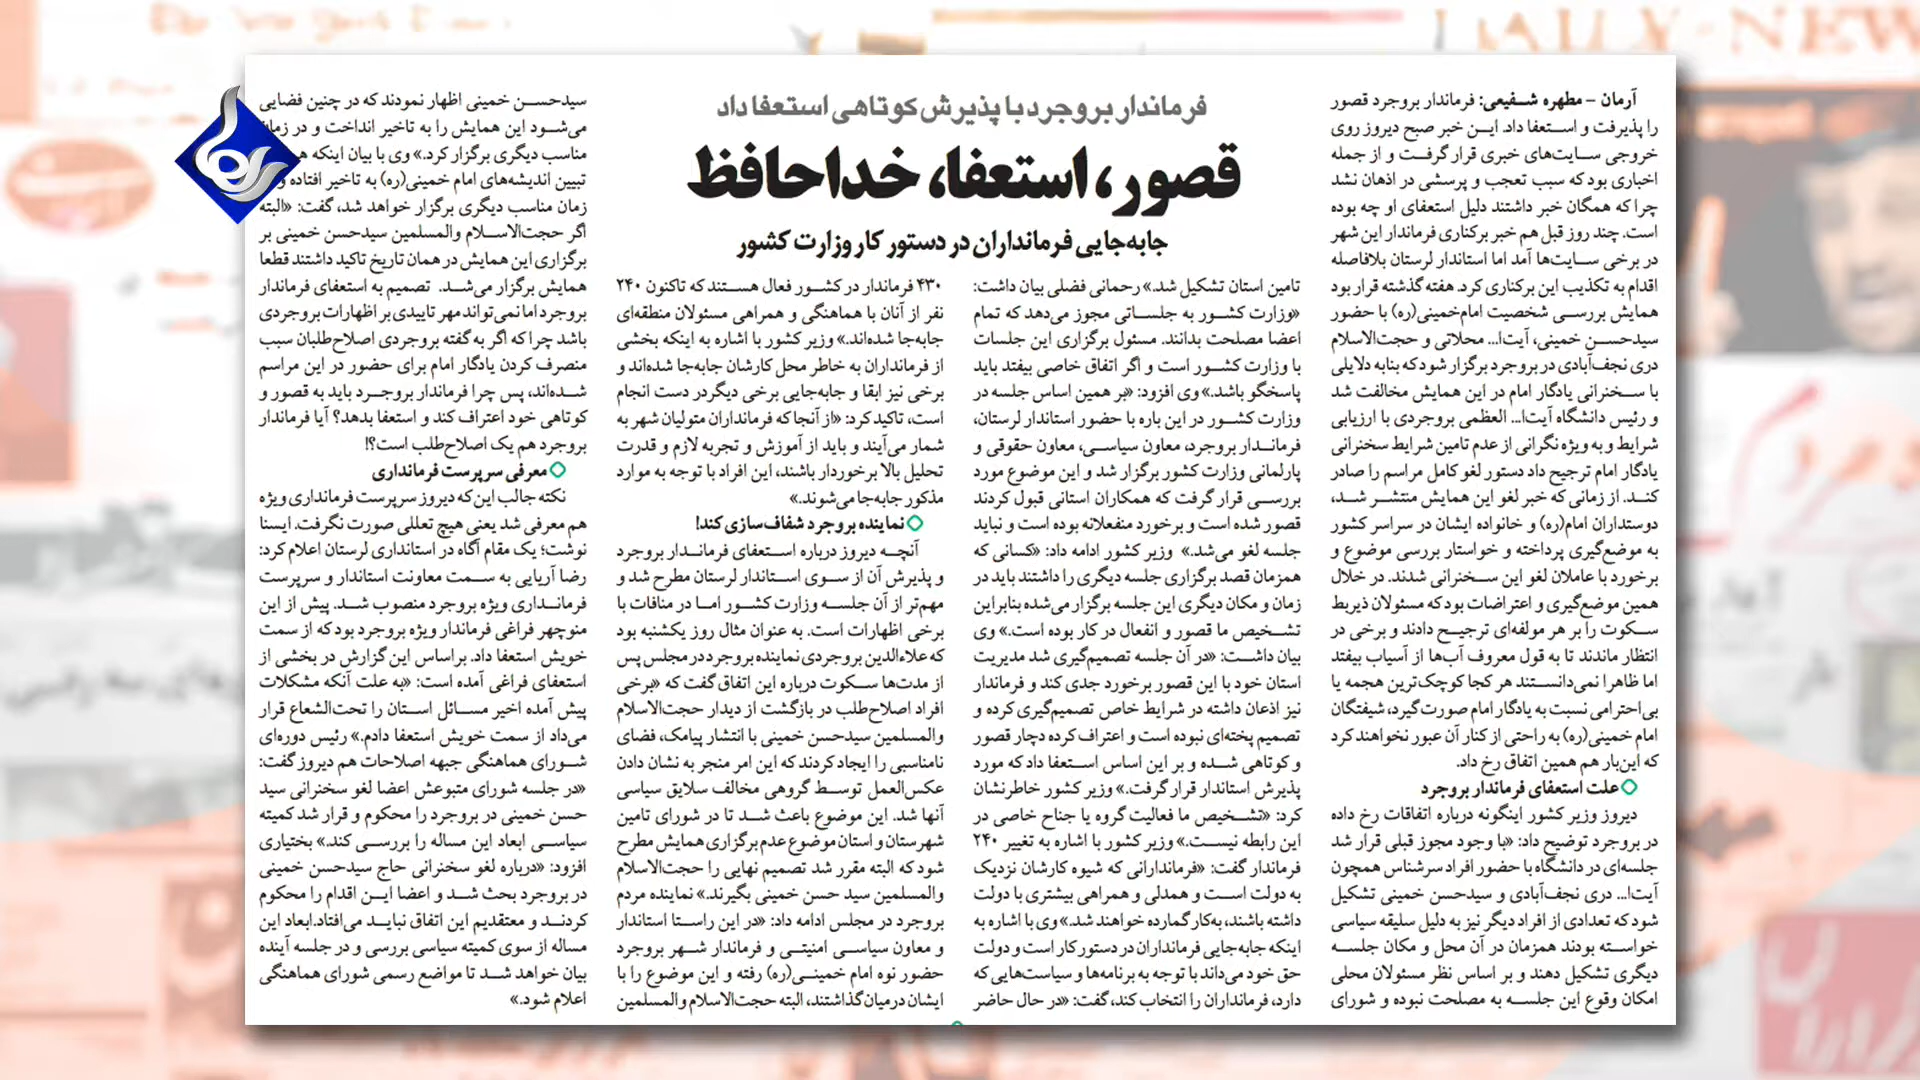 فرماندار بروجرد با پذیرش کوتاهی استعفا داد
قصور، استعفا، خداحافظ
جابه‌جایی فرمانداران در دستور کار وزارت کشور
آرمان - مطهره شفیعی: فرماندار بروجرد قصور
را پذیرفت و استعفا داد. این خبر صبح دیروز روی
خروجی سایت‌های خبری قرار گرفت و از جمله
اخباری بود که سبب تعجب و پرسشی در اذهان نشد
چرا که همگان خبر داشتند دلیل استعفای او چه بوده
است. چند روز قبل هم خبر برکناری فرماندار این شهر
در برخی سایت‌ها آمد اما استاندار لرستان بلافاصله
اقدام به تکذیب این برکناری کرد. هفته گذشته قرار بود
همایش بررسی شخصیت امام‌خمینی(ره) با حضور
سیدحسن خمینی، آیت‌ا... محلاتی و حجت‌الاسلام
دری نجف‌آبادی در بروجرد برگزار شود که بنابه دلایلی
با سخنرانی یادگار امام در این همایش مخالفت شد
و رئیس دانشگاه آیت‌ا... العظمی بروجردی با ارزیابی
شرایط و به ویژه نگرانی از عدم تامین شرایط سخنرانی
یادگار امام ترجیح داد دستور لغو کامل مراسم را صادر
کند. از زمانی که خبر لغو این همایش منتشر شد،
دوستداران امام(ره) و خانواده ایشان در سراسر کشور
به موضع‌گیری پرداخته و خواستار بررسی موضوع و
برخورد با عاملان لغو این سخنرانی شدند. در خلال
همین موضع‌گیری و اعتراضات بود که مسئولان ذیربط
سکوت را بر هر مولفه‌ای ترجیح دادند و برخی در
انتظار ماندند تا به قول معروف آب‌ها از آسیاب بیفتد
اما ظاهرا نمی‌دانستند هر کجا کوچک‌ترین هجمه یا
بی‌احترامی نسبت به یادگار امام صورت گیرد، شیفتگان
امام خمینی(ره) به راحتی از کنار آن عبور نخواهند کرد
که این‌بار هم همین اتفاق رخ داد.
علت استعفای فرماندار بروجرد
دیروز وزیر کشور اینگونه درباره اتفاقات رخ داده
در بروجرد توضیح داد: «با وجود مجوز قبلی قرار شد
جلسه‌ای در دانشگاه با حضور افراد سرشناس همچون
آیت‌ا... دری نجف‌آبادی و سیدحسن خمینی تشکیل
شود که تعدادی از افراد دیگر نیز به دلیل سلیقه سیاسی
خواسته بودند همزمان در آن محل و مکان جلسه
دیگری تشکیل دهند و بر اساس نظر مسئولان محلی
امکان وقوع این جلسه به مصلحت نبوده و شورای
تامین استان تشکیل شد.» رحمانی فضلی بیان داشت:
«وزارت کشور به جلساتی مجوز می‌دهد که تمام
اعضا مصلحت بدانند. مسئول برگزاری این جلسات
با وزارت کشور است و اگر اتفاق خاصی بیفتد باید
پاسخگو باشد.» وی افزود: «بر همین اساس جلسه در
وزارت کشور در این باره با حضور استاندار لرستان،
فرماندار بروجرد، معاون سیاسی، معاون حقوقی و
پارلمانی وزارت کشور برگزار شد و این موضوع مورد
بررسی قرار گرفت که همکاران استانی قبول کردند
قصور شده است و برخورد منفعلانه بوده است و نباید
جلسه لغو می‌شد.» وزیر کشور ادامه داد: «کسانی که
همزمان قصد برگزاری جلسه دیگری را داشتند باید در
زمان و مکان دیگری این جلسه برگزار می‌شده بنابراین
تشخیص ما قصور و انفعال در کار بوده است.» وی
بیان داشت: «در آن جلسه تصمیم‌گیری شد مدیریت
استان خود با این قصور برخورد جدی کند و فرماندار
نیز اذعان داشته در شرایط خاص تصمیم‌گیری کرده و
تصمیم پخته‌ای نبوده است و اعتراف کرده دچار قصور
و کوتاهی شده و بر این اساس استعفا داد که مورد
پذیرش استاندار قرار گرفت.» وزیر کشور خاطرنشان
کرد: «تشخیص ما فعالیت گروه یا جناح خاصی در
این رابطه نیست.» وزیر کشور با اشاره به تغییر ۲۴۰
فرماندار گفت: «فرماندارانی که شیوه کارشان نزدیک
به دولت است و همدلی و همراهی بیشتری با دولت
داشته باشند، به‌کار گمارده خواهند شد.» وی با اشاره به
اینکه جابه‌جایی فرمانداران در دستور کار است و دولت
حق خود می‌داند با توجه به برنامه‌ها و سیاست‌هایی که
دارد، فرمانداران را انتخاب کند، گفت: «در حال حاضر
۴۳۰ فرماندار در کشور فعال هستند که تاکنون ۲۴۰
نفر از آنان با هماهنگی و همراهی مسئولان منطقه‌ای
جابه‌جا شده‌اند.» وزیر کشور با اشاره به اینکه بخشی
از فرمانداران به خاطر محل کارشان جابه‌جا شده‌اند و
برخی نیز ابقا و جابه‌جایی برخی دیگر در دست انجام
است، تاکید کرد: «از آنجا که فرمانداران متولیان شهر به
شمار می‌آیند و باید از آموزش و تجربه لازم و قدرت
تحلیل بالا برخوردار باشند، این افراد با توجه به موارد
مذکور جابه‌جا می‌شوند.»
نماینده بروجرد شفاف‌سازی کند!
آنچه دیروز درباره استعفای فرماندار بروجرد
و پذیرش آن از سوی استاندار لرستان مطرح شد و
مهم‌تر از آن جلسه وزارت کشور اما در منافات با
برخی اظهارات است. به عنوان مثال روز یکشنبه بود
که علاءالدین بروجردی نماینده بروجرد در مجلس پس
از مدت‌ها سکوت درباره این اتفاق گفت که «برخی
افراد اصلاح‌طلب در بازگشت از دیدار حجت‌الاسلام
والمسلمین سیدحسن خمینی با انتشار پیامک، فضای
نامناسبی را ایجاد کردند که این امر منجر به نشان دادن
عکس‌العمل توسط گروهی مخالف سلایق سیاسی
آنها شد. این موضوع باعث شد تا در شورای تامین
شهرستان و استان موضوع عدم برگزاری همایش مطرح
شود که البته مقرر شد تصمیم نهایی را حجت‌الاسلام
والمسلمین سید حسن خمینی بگیرند.» نماینده مردم
بروجرد در مجلس ادامه داد: «در این راستا استاندار
و معاون سیاسی امنیتی و فرماندار شهر بروجرد
حضور نوه امام خمینی(ره) رفته و این موضوع را با
ایشان درمیان گذاشتند، البته حجت‌الاسلام والمسلمین
سیدحسن خمینی اظهار نمودند که در چنین فضایی
می‌شود این همایش را به تاخیر انداخت و در زمان
مناسب دیگری برگزار کرد.» وی با بیان اینکه
تبیین اندیشه‌های امام خمینی(ره) به تاخیر افتاده و
زمان مناسب دیگری برگزار خواهد شد، گفت: «البته
اگر حجت‌الاسلام والمسلمین سیدحسن خمینی بر
برگزاری این همایش در همان تاریخ تاکید داشتند قطعا
همایش برگزار می‌شد. تصمیم به استعفای فرماندار
بروجرد اما نمی‌تواند مهر تاییدی بر اظهارات بروجردی
باشد چرا که اگر به گفته بروجردی اصلاح‌طلبان سبب
منصرف کردن یادگار امام برای حضور در این مراسم
شده‌اند، پس چرا فرماندار بروجرد باید به قصور و
کوتاهی خود اعتراف کند و استعفا بدهد؟ آیا فرماندار
بروجرد هم یک اصلاح‌طلب است؟!
معرفی سرپرست فرمانداری
نکته جالب این‌که دیروز سرپرست فرمانداری ویژه
هم معرفی شد یعنی هیچ تعللی صورت نگرفت. ایسنا
نوشت؛ یک مقام آگاه در استانداری لرستان اعلام کرد:
رضا آریایی به سمت معاونت استاندار و سرپرست
فرمانداری ویژه بروجرد منصوب شد. پیش از این
منوچهر فراغی فرماندار ویژه بروجرد بود که از سمت
خویش استعفا داد. براساس این گزارش در بخشی از
استعفای فراغی آمده است: «به علت آنکه مشکلات
پیش آمده اخیر مسائل استان را تحت‌الشعاع قرار
می‌داد از سمت خویش استعفا دادم.» رئیس دوره‌ای
شورای هماهنگی جبهه اصلاحات هم دیروز گفت:
«در جلسه شورای متبوعش اعضا لغو سخنرانی سید
حسن خمینی در بروجرد را محکوم و قرار شد کمیته
سیاسی ابعاد این مساله را بررسی کند.» بختیاری
افزود: «درباره لغو سخنرانی حاج سیدحسن خمینی
در بروجرد بحث شد و اعضا این اقدام را محکوم
کردند و معتقدیم این اتفاق نباید می‌افتاد. ابعاد این
مساله از سوی کمیته سیاسی بررسی و در جلسه آینده
بیان خواهد شد تا مواضع رسمی شورای هماهنگی
اعلام شود.»